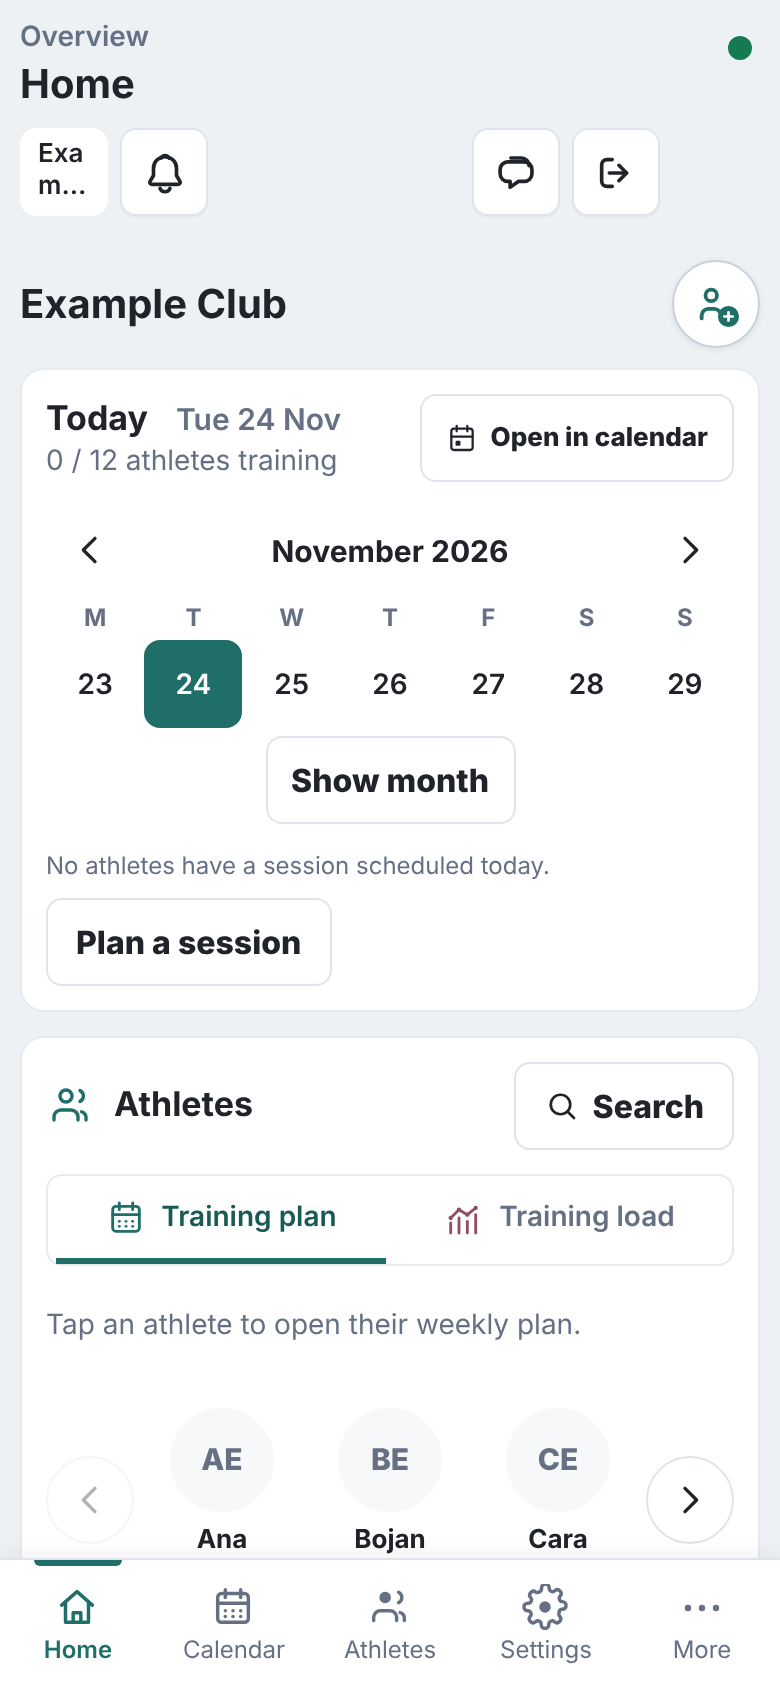 Overview
Home
Exa
m...
Example Club
Today Tue 24 Nov
0 / 12 athletes training
Open in calendar
November 2026
M T W T F S S
23 24 25 26 27 28 29
Show month
No athletes have a session scheduled today.
Plan a session
Athletes
Search
Training plan
Training load
Tap an athlete to open their weekly plan.
AE BE CE
Ana Bojan Cara
Home Calendar Athletes Settings More